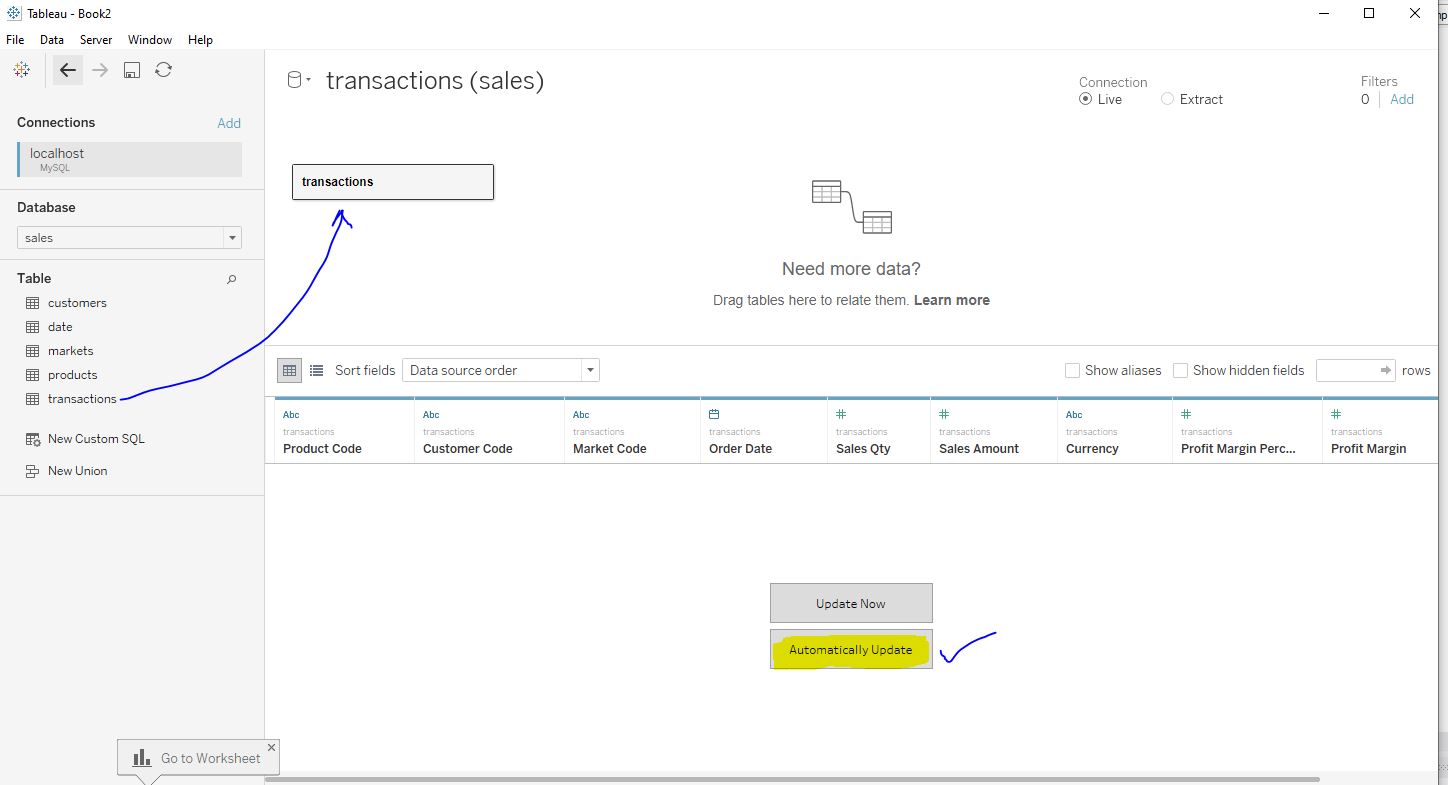 Tableau - Book2
File Data Server Window Help
Connections Add
localhost
MySQL
Database
sales
Table
customers
date
markets
products
transactions
New Custom SQL
New Union
Go to Worksheet
transactions (sales)
Connection
Live Extract
Filters
0 Add
transactions
Need more data?
Drag tables here to relate them. Learn more
Sort fields Data source order Show aliases Show hidden fields rows
Abc Abc Abc # # Abc # #
transactions transactions transactions transactions transactions transactions transactions transactions transactions
Product Code Customer Code Market Code Order Date Sales Qty Sales Amount Currency Profit Margin Perc... Profit Margin
Update Now
Automatically Update